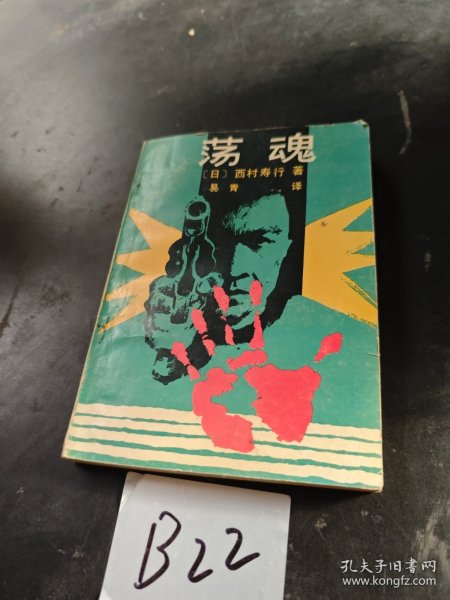 荡魂
〔日〕西村寿行 著
易青 译
B22
孔夫子旧书网
www.kongfz.com